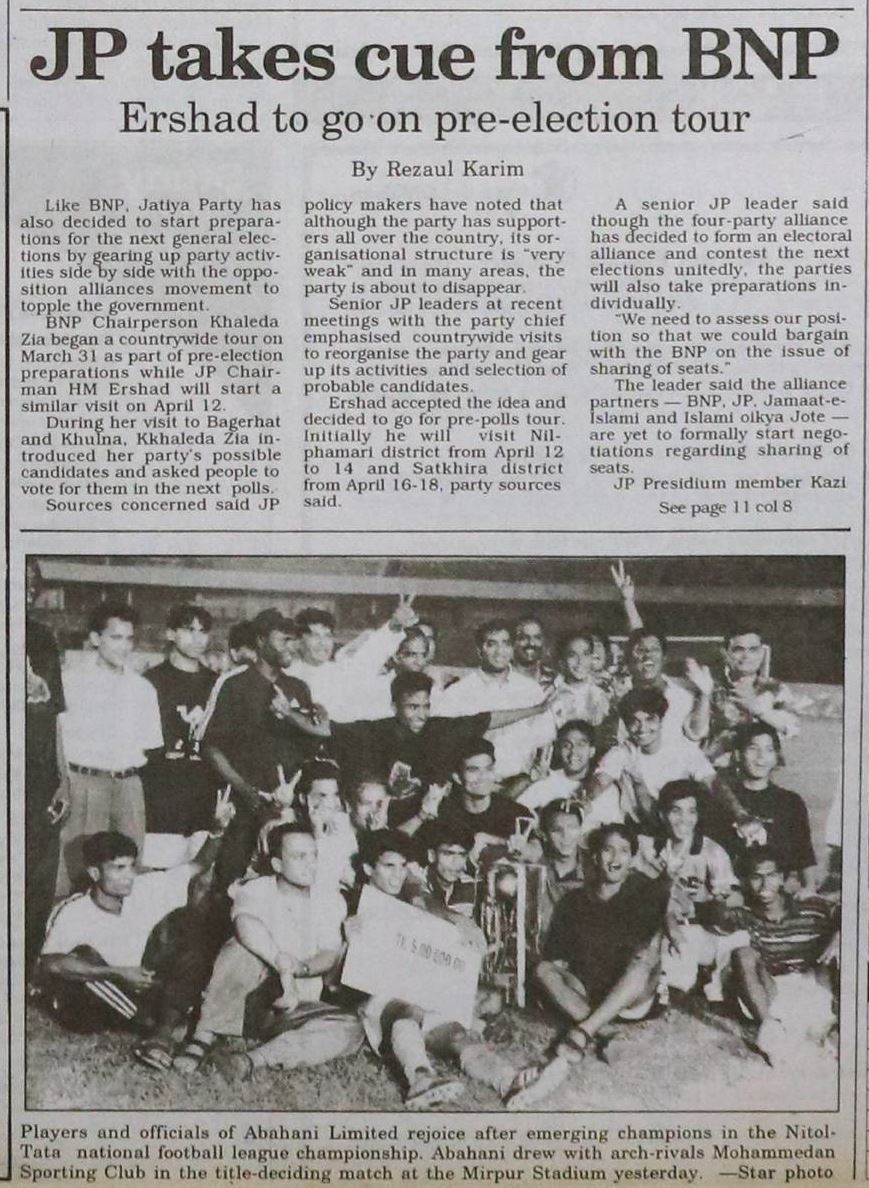 JP takes cue from BNP
Ershad to go on pre-election tour
By Rezaul Karim
Like BNP, Jatiya Party has
also decided to start prepara-
tions for the next general elec-
tions by gearing up party activ-
ities side by side with the oppo-
sition alliances movement to
topple the government.
BNP Chairperson Khaleda
Zia began a countrywide tour on
March 31 as part of pre-election
preparations while JP Chair-
man HM Ershad will start a
similar visit on April 12.
During her visit to Bagerhat
and Khulna, Kkhaleda Zia in-
troduced her party's possible
candidates and asked people to
vote for them in the next polls.
Sources concerned said JP
policy makers have noted that
although the party has support-
ers all over the country, its or-
ganisational structure is "very
weak" and in many areas, the
party is about to disappear.
Senior JP leaders at recent
meetings with the party chief
emphasised countrywide visits
to reorganise the party and gear
up its activities and selection of
probable candidates.
Ershad accepted the idea and
decided to go for pre-polls tour.
Initially he will visit Nil-
phamari district from April 12
to 14 and Satkhira district
from April 16-18, party sources
said.
A senior JP leader said
though the four-party alliance
has decided to form an electoral
alliance and contest the next
elections unitedly, the parties
will also take preparations in-
dividually.
"We need to assess our posi-
tion so that we could bargain
with the BNP on the issue of
sharing of seats."
The leader said the alliance
partners — BNP, JP, Jamaat-e-
Islami and Islami oikya Jote —
are yet to formally start nego-
tiations regarding sharing of
seats.
JP Presidium member Kazi
See page 11 col 8
Players and officials of Abahani Limited rejoice after emerging champions in the Nitol-
Tata national football league championship. Abahani drew with arch-rivals Mohammedan
Sporting Club in the title-deciding match at the Mirpur Stadium yesterday. —Star photo